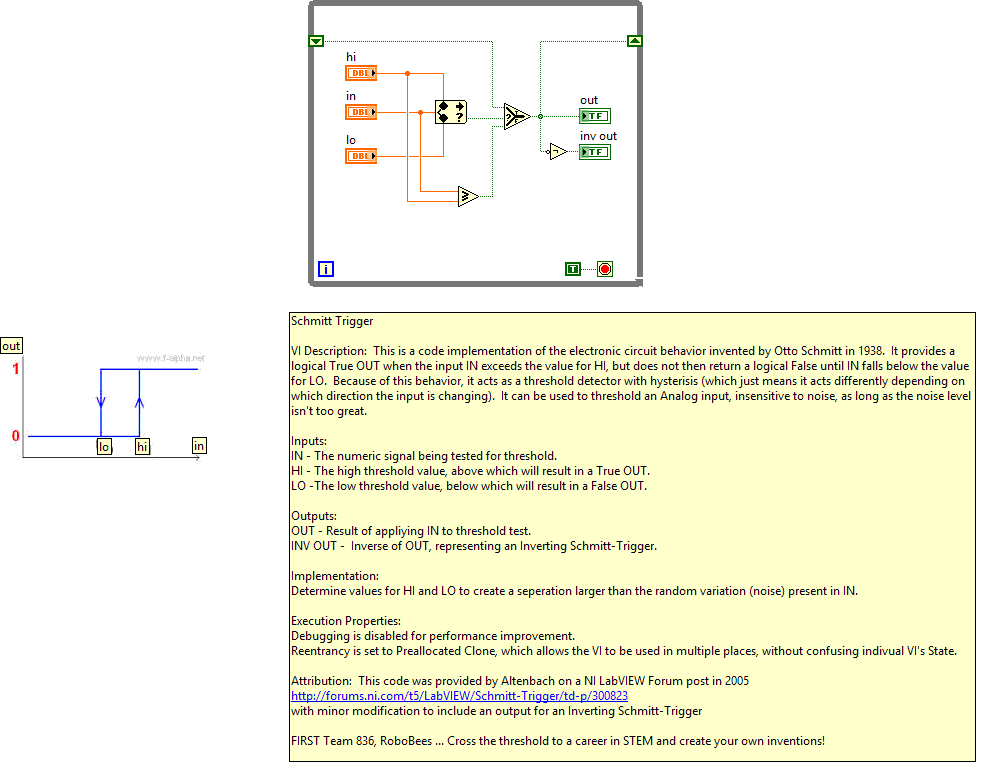 hi
DBL
in
DBL
lo
DBL
?
?
T
F
out
TF
inv out
TF
≥
i
T
out
www.f-alpha.net
1
0
lo
hi
in
Schmitt Trigger
VI Description:  This is a code implementation of the electronic circuit behavior invented by Otto Schmitt in 1938.  It provides a
logical True OUT when the input IN exceeds the value for HI, but does not then return a logical False until IN falls below the value
for LO.  Because of this behavior, it acts as a threshold detector with hysterisis (which just means it acts differently depending on
which direction the input is changing).  It can be used to threshold an Analog input, insensitive to noise, as long as the noise level
isn't too great.
Inputs:
IN - The numeric signal being tested for threshold.
HI - The high threshold value, above which will result in a True OUT.
LO -The low threshold value, below which will result in a False OUT.
Outputs:
OUT - Result of appliying IN to threshold test.
INV OUT -  Inverse of OUT, representing an Inverting Schmitt-Trigger.
Implementation:
Determine values for HI and LO to create a seperation larger than the random variation (noise) present in IN.
Execution Properties:
Debugging is disabled for performance improvement.
Reentrancy is set to Preallocated Clone, which allows the VI to be used in multiple places, without confusing indivual VI's State.
Attribution:  This code was provided by Altenbach on a NI LabVIEW Forum post in 2005
http://forums.ni.com/t5/LabVIEW/Schmitt-Trigger/td-p/300823
with minor modification to include an output for an Inverting Schmitt-Trigger
FIRST Team 836, RoboBees ... Cross the threshold to a career in STEM and create your own inventions!